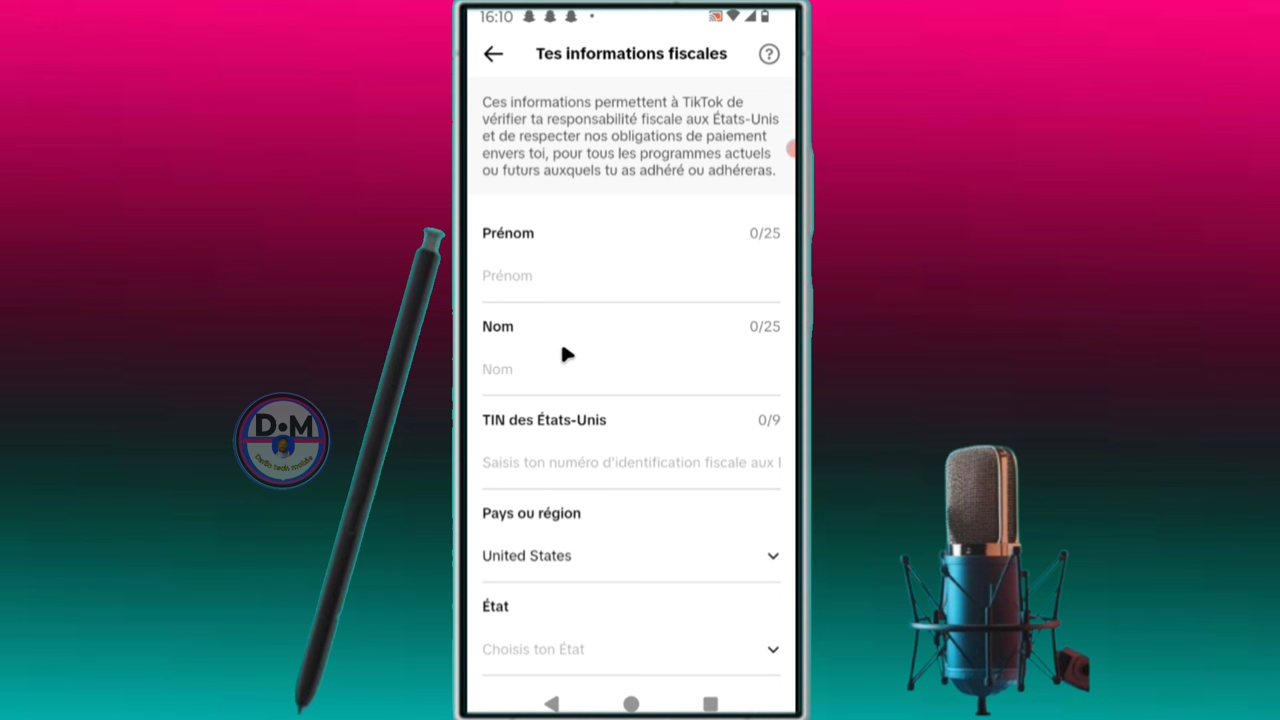 16:10
Tes informations fiscales
Ces informations permettent à TikTok de
vérifier ta responsabilité fiscale aux États-Unis
et de respecter nos obligations de paiement
envers toi, pour tous les programmes actuels
ou futurs auxquels tu as adhéré ou adhéreras.
Prénom 0/25
Prénom
Nom 0/25
Nom
TIN des États-Unis 0/9
Saisis ton numéro d'identification fiscale aux
Pays ou région
United States
État
Choisis ton État
D•M
Dedis tech mobile